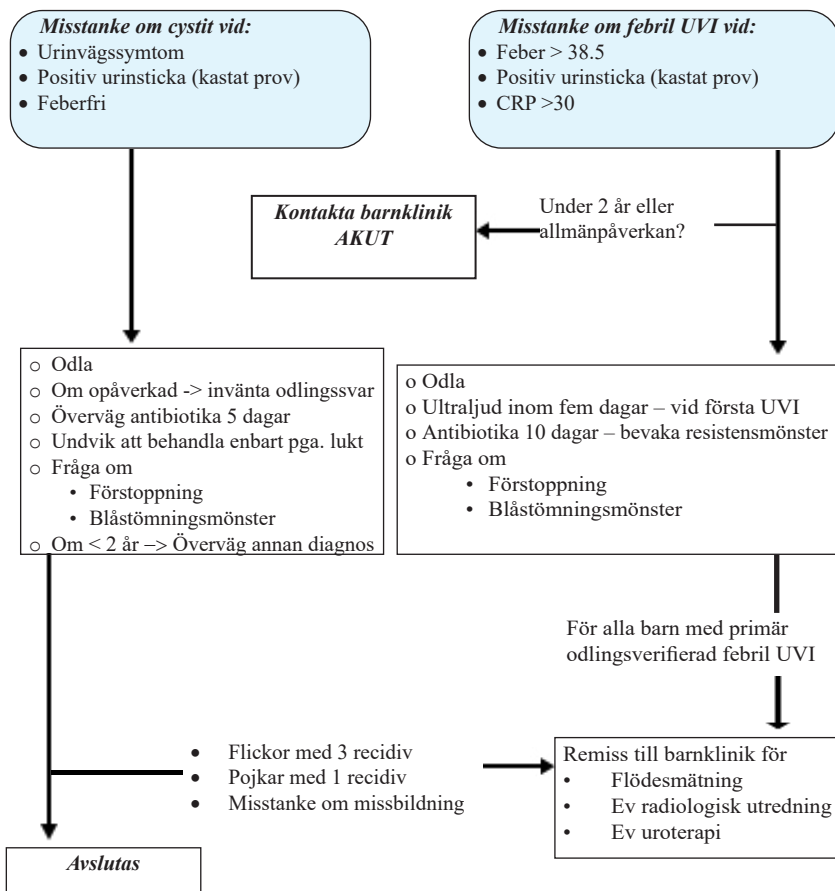 Misstanke om cystit vid:
• Urinvägssymtom
• Positiv urinsticka (kastat prov)
• Feberfri
Misstanke om febril UVI vid:
• Feber > 38.5
• Positiv urinsticka (kastat prov)
• CRP >30
Kontakta barnklinik
AKUT
Under 2 år eller
allmänpåverkan?
o Odla
o Om opåverkad -> invänta odlingssvar
o Överväg antibiotika 5 dagar
o Undvik att behandla enbart pga. lukt
o Fråga om
• Förstoppning
• Blåstömningsmönster
o Om < 2 år –> Överväg annan diagnos
o Odla
o Ultraljud inom fem dagar – vid första UVI
o Antibiotika 10 dagar – bevaka resistensmönster
o Fråga om
• Förstoppning
• Blåstömningsmönster
För alla barn med primär
odlingsverifierad febril UVI
• Flickor med 3 recidiv
• Pojkar med 1 recidiv
• Misstanke om missbildning
Remiss till barnklinik för
• Flödesmätning
• Ev radiologisk utredning
• Ev uroterapi
Avslutas